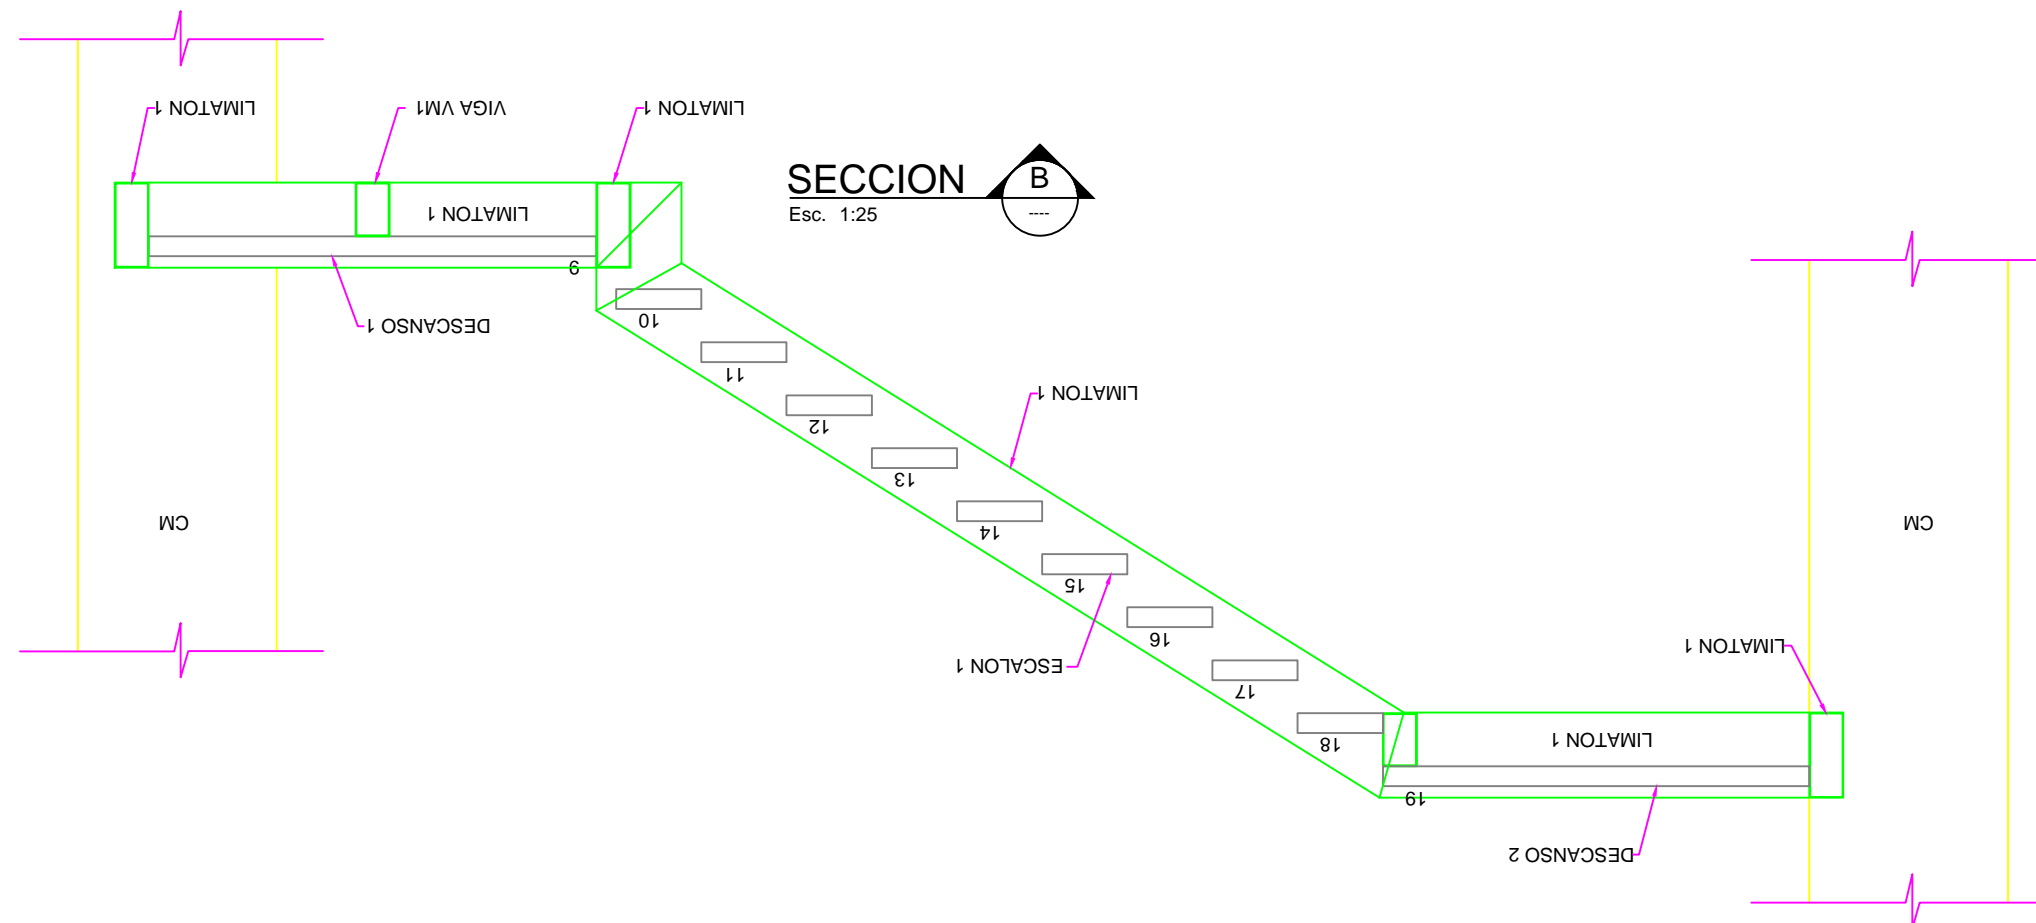 LIMATON 1
VIGA VM1
LIMATON 1
SECCION
B
----
Esc. 1:25
LIMATON 1
9
DESCANSO 1
10
11
12
13
14
15
16
17
18
19
LIMATON 1
ESCALON 1
CM
CM
LIMATON 1
LIMATON 1
DESCANSO 2